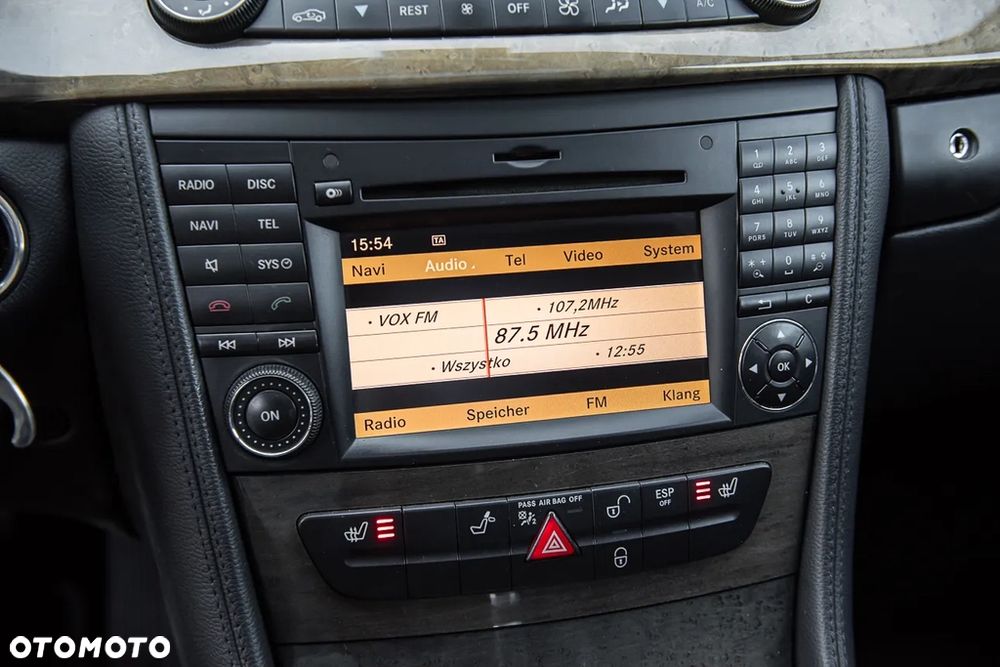 REST OFF A/C
RADIO DISC
NAVI TEL
SYS
ON
15:54 TA
Navi Audio Tel Video System
• VOX FM • 107,2MHz
87.5 MHz
• Wszystko • 12:55
Radio Speicher FM Klang
1 2 ABC 3 DEF
4 GHI 5 JKL 6 MNO
7 PQRS 8 TUV 9 WXYZ
* + 0
C
OK
PASS AIR BAG OFF
ESP
OFF
OTOMOTO